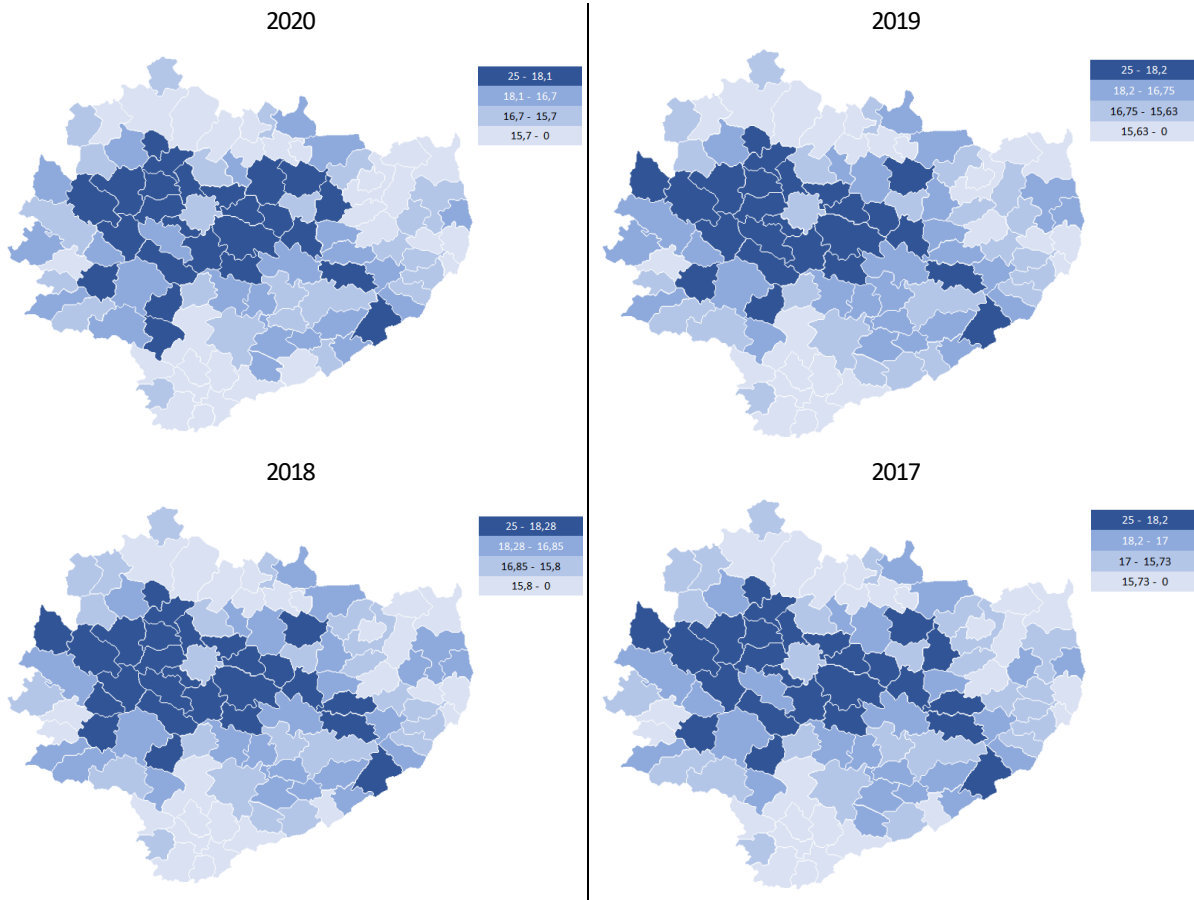 2020
25 - 18,1
18,1 - 16,7
16,7 - 15,7
15,7 - 0
2019
25 - 18,2
18,2 - 16,75
16,75 - 15,63
15,63 - 0
2018
25 - 18,28
18,28 - 16,85
16,85 - 15,8
15,8 - 0
2017
25 - 18,2
18,2 - 17
17 - 15,73
15,73 - 0